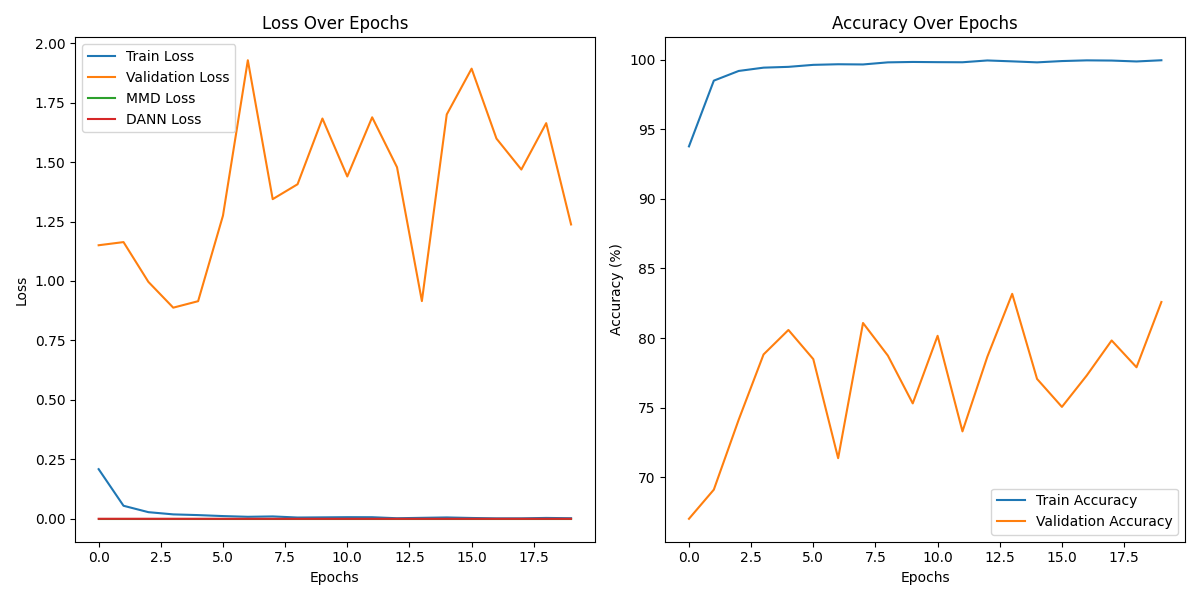 Loss Over Epochs
Train Loss
Validation Loss
MMD Loss
DANN Loss
2.00
1.75
1.50
1.25
1.00
0.75
0.50
0.25
0.00
Loss
0.0 2.5 5.0 7.5 10.0 12.5 15.0 17.5
Epochs
Accuracy Over Epochs
100
95
90
85
80
75
70
Accuracy (%)
Train Accuracy
Validation Accuracy
0.0 2.5 5.0 7.5 10.0 12.5 15.0 17.5
Epochs